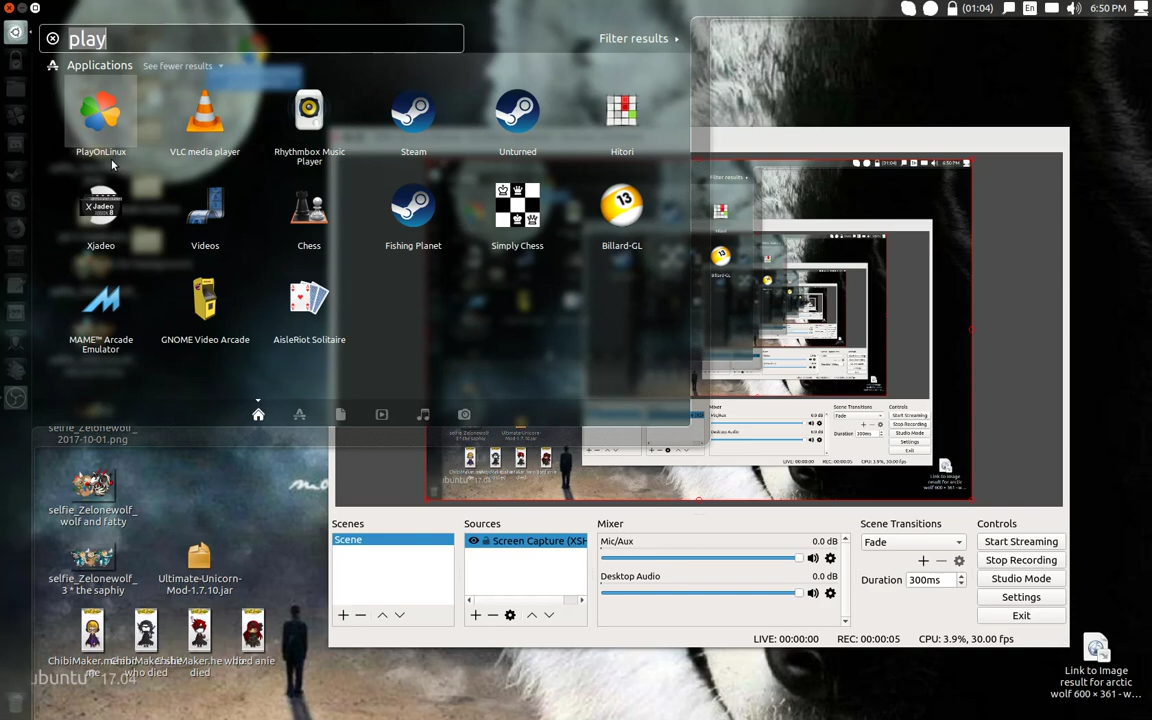 (01:04)
En
6:50 PM
play
Filter results
Applications
See fewer results
PlayOnLinux
VLC media player
Rhythmbox Music
Player
Steam
Unturned
Hitori
Xjadeo
Videos
Chess
Fishing Planet
Simply Chess
Billard-GL
MAME™ Arcade
Emulator
GNOME Video Arcade
AisleRiot Solitaire
selfie_Zelonewolf_
2017-10-01.png
selfie_Zelonewolf_
wolf and fatty
selfie_Zelonewolf_
3 * the saphiy
Ultimate-Unicorn-
Mod-1.7.10.jar
who died
ubuntu 17.04
Scenes
Scene
Sources
Screen Capture (XSH
Mixer
Mic/Aux
0.0 dB
Desktop Audio
0.0 dB
Scene Transitions
Fade
Duration
300ms
Controls
Start Streaming
Stop Recording
Studio Mode
Settings
Exit
LIVE: 00:00:00
REC: 00:00:05
CPU: 3.9%, 30.00 fps
Link to Image
result for arctic
wolf 600 × 361 - w...